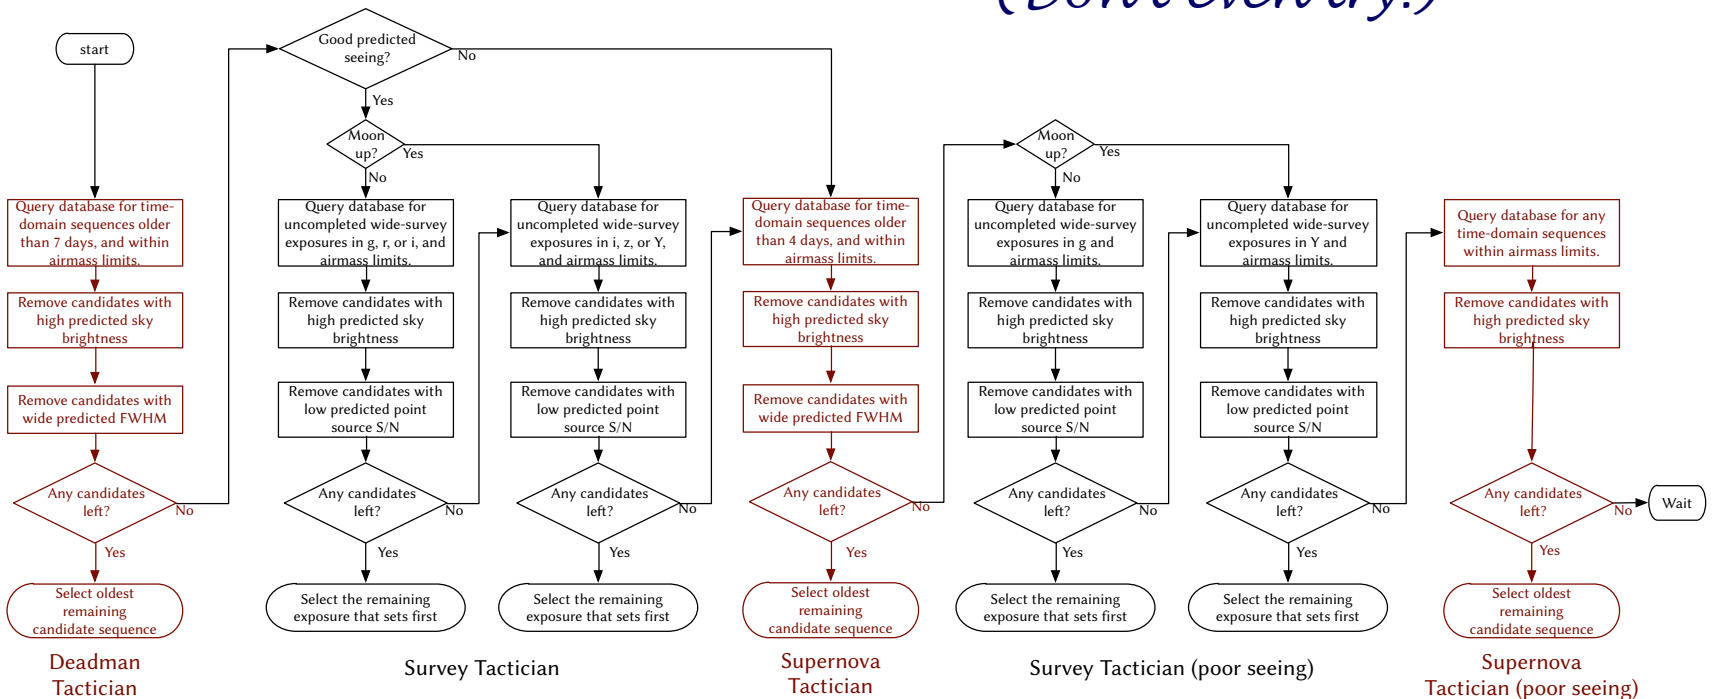 (Don't even try!)
start
Good predicted
seeing?
No
Yes
Moon
up?
Yes
No
Moon
up?
Yes
No
Query database for time-
domain sequences older
than 7 days, and within
airmass limits.
Remove candidates with
high predicted sky
brightness
Remove candidates with
wide predicted FWHM
Any candidates
left?
No
Yes
Select oldest
remaining
candidate sequence
Deadman
Tactician
Query database for
uncompleted wide-survey
exposures in g, r, or i, and
airmass limits.
Remove candidates with
high predicted sky
brightness
Remove candidates with
low predicted point
source S/N
Any candidates
left?
No
Yes
Select the remaining
exposure that sets first
Query database for
uncompleted wide-survey
exposures in i, z, or Y,
and airmass limits.
Remove candidates with
high predicted sky
brightness
Remove candidates with
low predicted point
source S/N
Any candidates
left?
No
Yes
Select the remaining
exposure that sets first
Survey Tactician
Query database for time-
domain sequences older
than 4 days, and within
airmass limits.
Remove candidates with
high predicted sky
brightness
Remove candidates with
wide predicted FWHM
Any candidates
left?
No
Yes
Select oldest
remaining
candidate sequence
Supernova
Tactician
Query database for
uncompleted wide-survey
exposures in g and
airmass limits.
Remove candidates with
high predicted sky
brightness
Remove candidates with
low predicted point
source S/N
Any candidates
left?
No
Yes
Select the remaining
exposure that sets first
Query database for
uncompleted wide-survey
exposures in Y and
airmass limits.
Remove candidates with
high predicted sky
brightness
Remove candidates with
low predicted point
source S/N
Any candidates
left?
No
Yes
Select the remaining
exposure that sets first
Survey Tactician (poor seeing)
Query database for any
time-domain sequences
within airmass limits.
Remove candidates with
high predicted sky
brightness
Any candidates
left?
No
Wait
Yes
Select oldest
remaining
candidate sequence
Supernova
Tactician (poor seeing)